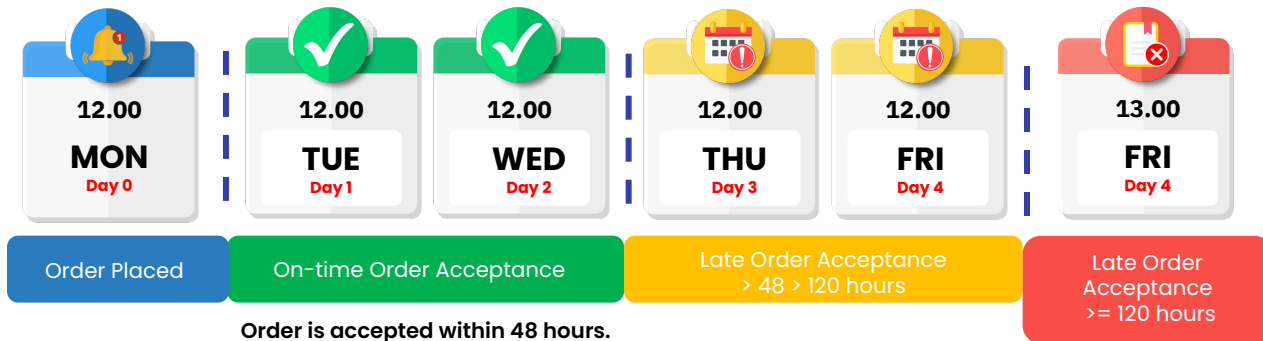 1
12.00
MON
Day 0
12.00
TUE
Day 1
12.00
WED
Day 2
12.00
THU
Day 3
12.00
FRI
Day 4
13.00
FRI
Day 4
Order Placed
On-time Order Acceptance
Late Order Acceptance
> 48 > 120 hours
Late Order
Acceptance
>= 120 hours
Order is accepted within 48 hours.